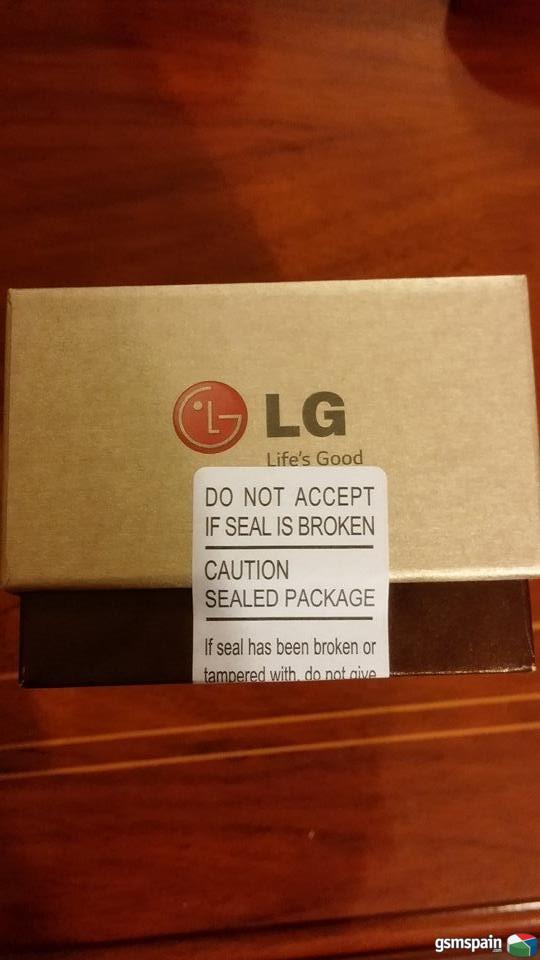 LG
Life's Good
DO NOT ACCEPT
IF SEAL IS BROKEN
CAUTION
SEALED PACKAGE
If seal has been broken or
tampered with, do not give
gsmspain